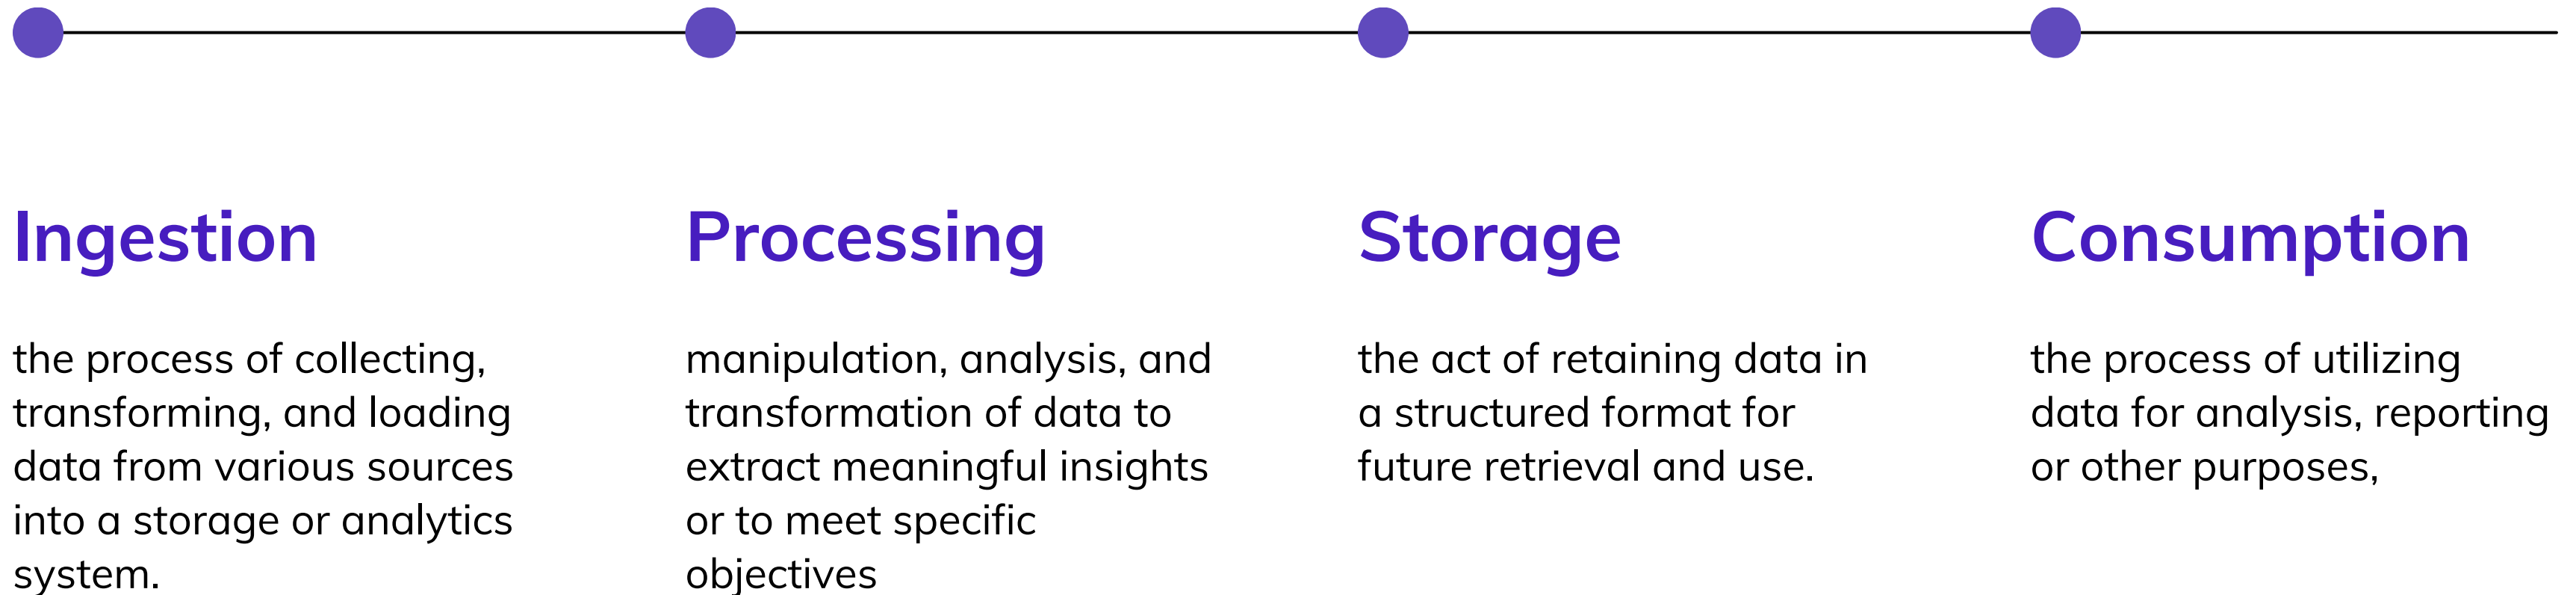 Ingestion
the process of collecting,
transforming, and loading
data from various sources
into a storage or analytics
system.
Processing
manipulation, analysis, and
transformation of data to
extract meaningful insights
or to meet specific
objectives
Storage
the act of retaining data in
a structured format for
future retrieval and use.
Consumption
the process of utilizing
data for analysis, reporting
or other purposes,